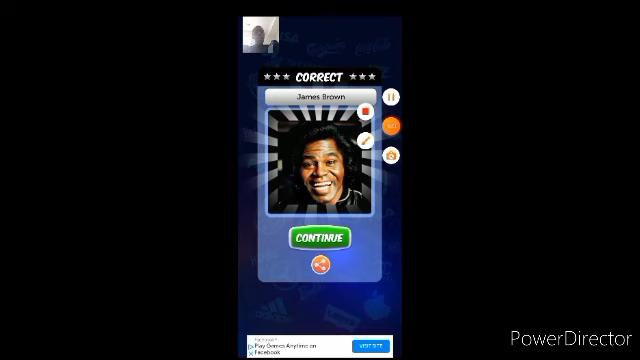 CORRECT
James Brown
CONTINUE
Play Games Anytime on
Facebook
VISIT SITE
PowerDirector